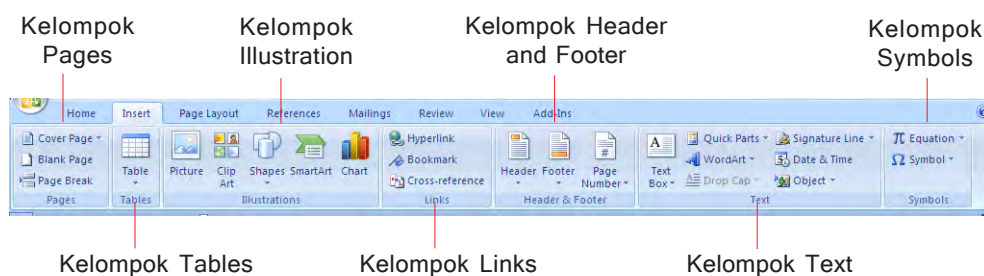 Kelompok Pages
Kelompok Illustration
Kelompok Header and Footer
Kelompok Symbols
Home Insert Page Layout References Mailings Review View Add-Ins
Cover Page
Blank Page
Page Break
Pages
Table
Tables
Picture
Clip Art
Shapes
SmartArt
Chart
Illustrations
Hyperlink
Bookmark
Cross-reference
Links
Header
Footer
Page Number
#
Header & Footer
A
Text Box
Quick Parts
WordArt
Drop Cap
Signature Line
Date & Time
Object
Text
π Equation
Ω Symbol
Symbols
Kelompok Tables
Kelompok Links
Kelompok Text